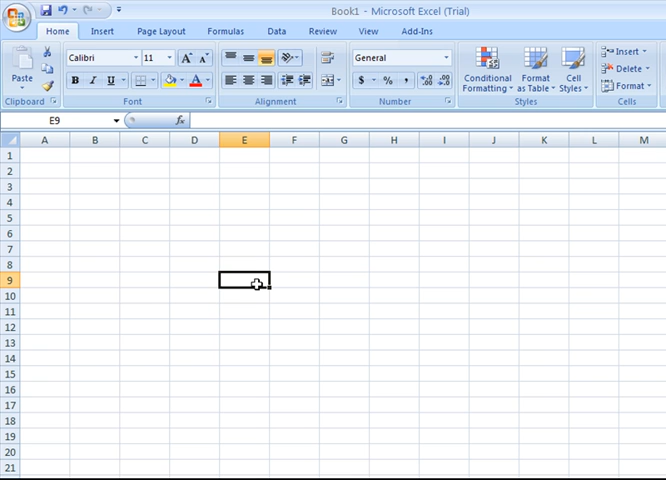 Book1 - Microsoft Excel (Trial)
Home Insert Page Layout Formulas Data Review View Add-Ins
Calibri 11 General Insert
Paste B I U $ % , Conditional Formatting Format as Table Cell Styles Delete
Format
Clipboard Font Alignment Number Styles Cells
E9 fx
A B C D E F G H I J K L M
1
2
3
4
5
6
7
8
9
10
11
12
13
14
15
16
17
18
19
20
21